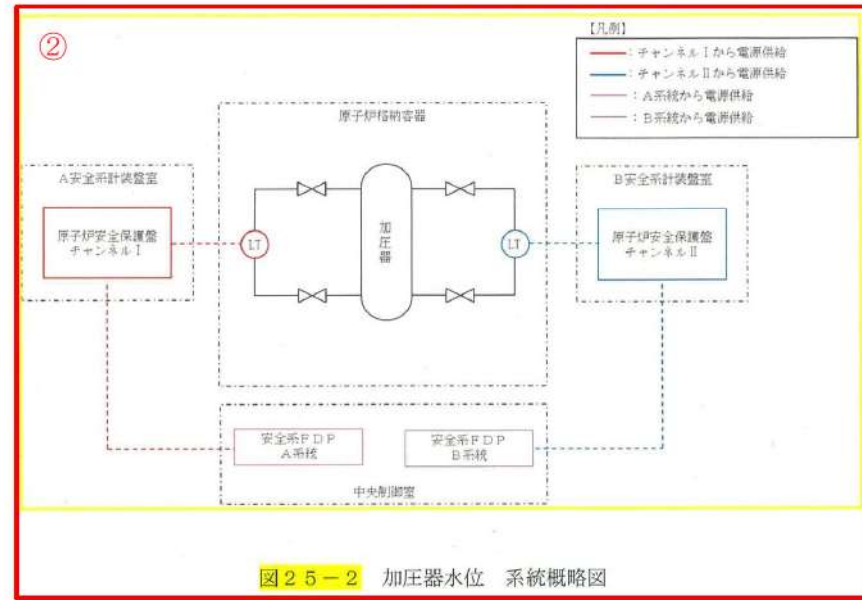 ②
【凡例】
：チャンネルⅠから電源供給
：チャンネルⅡから電源供給
：A系統から電源供給
：B系統から電源供給
原子炉格納容器
A安全系計装盤室
B安全系計装盤室
原子炉安全保護盤
チャンネルⅠ
LT
加圧器
LT
原子炉安全保護盤
チャンネルⅡ
安全系FDP
A系統
安全系FDP
B系統
中央制御室
図25－2 加圧器水位 系統概略図